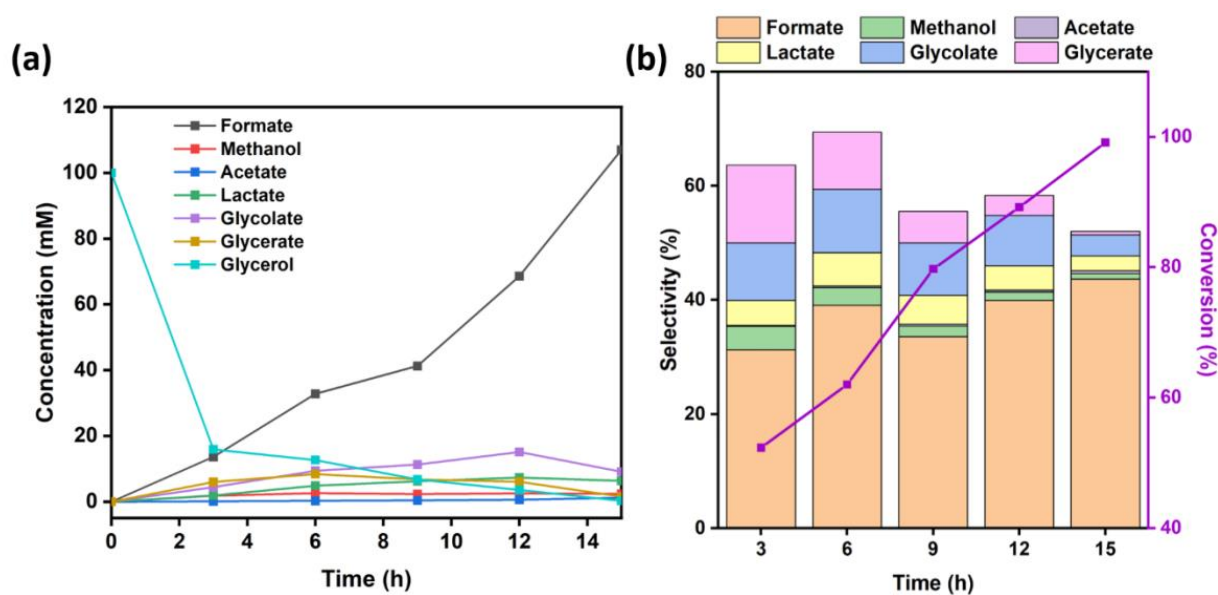 (a)
120
100
80
60
40
20
0
Concentration (mM)
Formate
Methanol
Acetate
Lactate
Glycolate
Glycerate
Glycerol
0 2 4 6 8 10 12 14
Time (h)
(b)
Formate Methanol Acetate
Lactate Glycolate Glycerate
80
60
40
20
0
Selectivity (%)
100
80
60
40
Conversion (%)
3 6 9 12 15
Time (h)